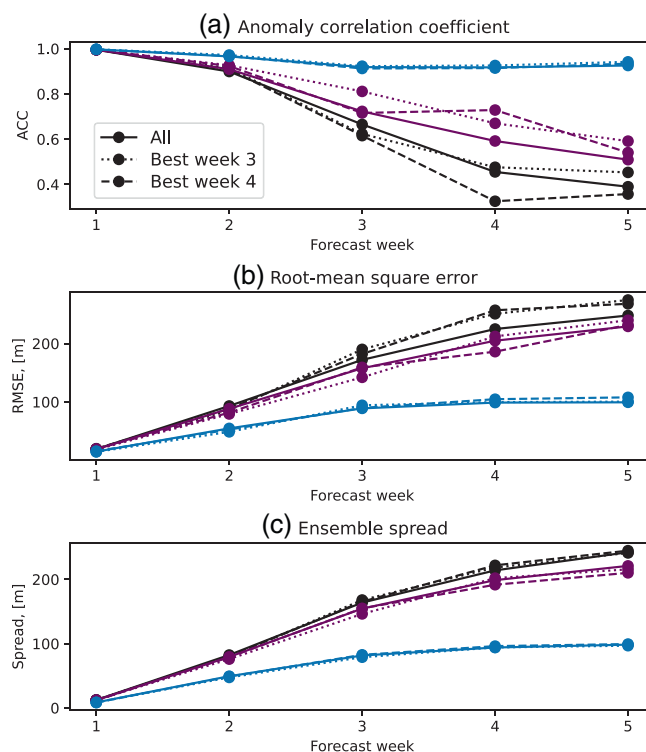 (a) Anomaly correlation coefficient
1.0
0.8
0.6
0.4
ACC
All
Best week 3
Best week 4
1 2 3 4 5
Forecast week
(b) Root-mean square error
200
100
RMSE, [m]
1 2 3 4 5
Forecast week
(c) Ensemble spread
200
100
0
Spread, [m]
1 2 3 4 5
Forecast week